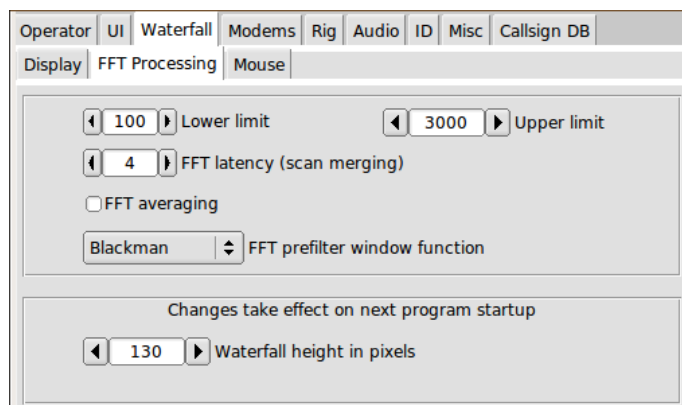 Operator UI Waterfall Modems Rig Audio ID Misc Callsign DB
Display FFT Processing Mouse
100 Lower limit 3000 Upper limit
4 FFT latency (scan merging)
FFT averaging
Blackman FFT prefilter window function
Changes take effect on next program startup
130 Waterfall height in pixels